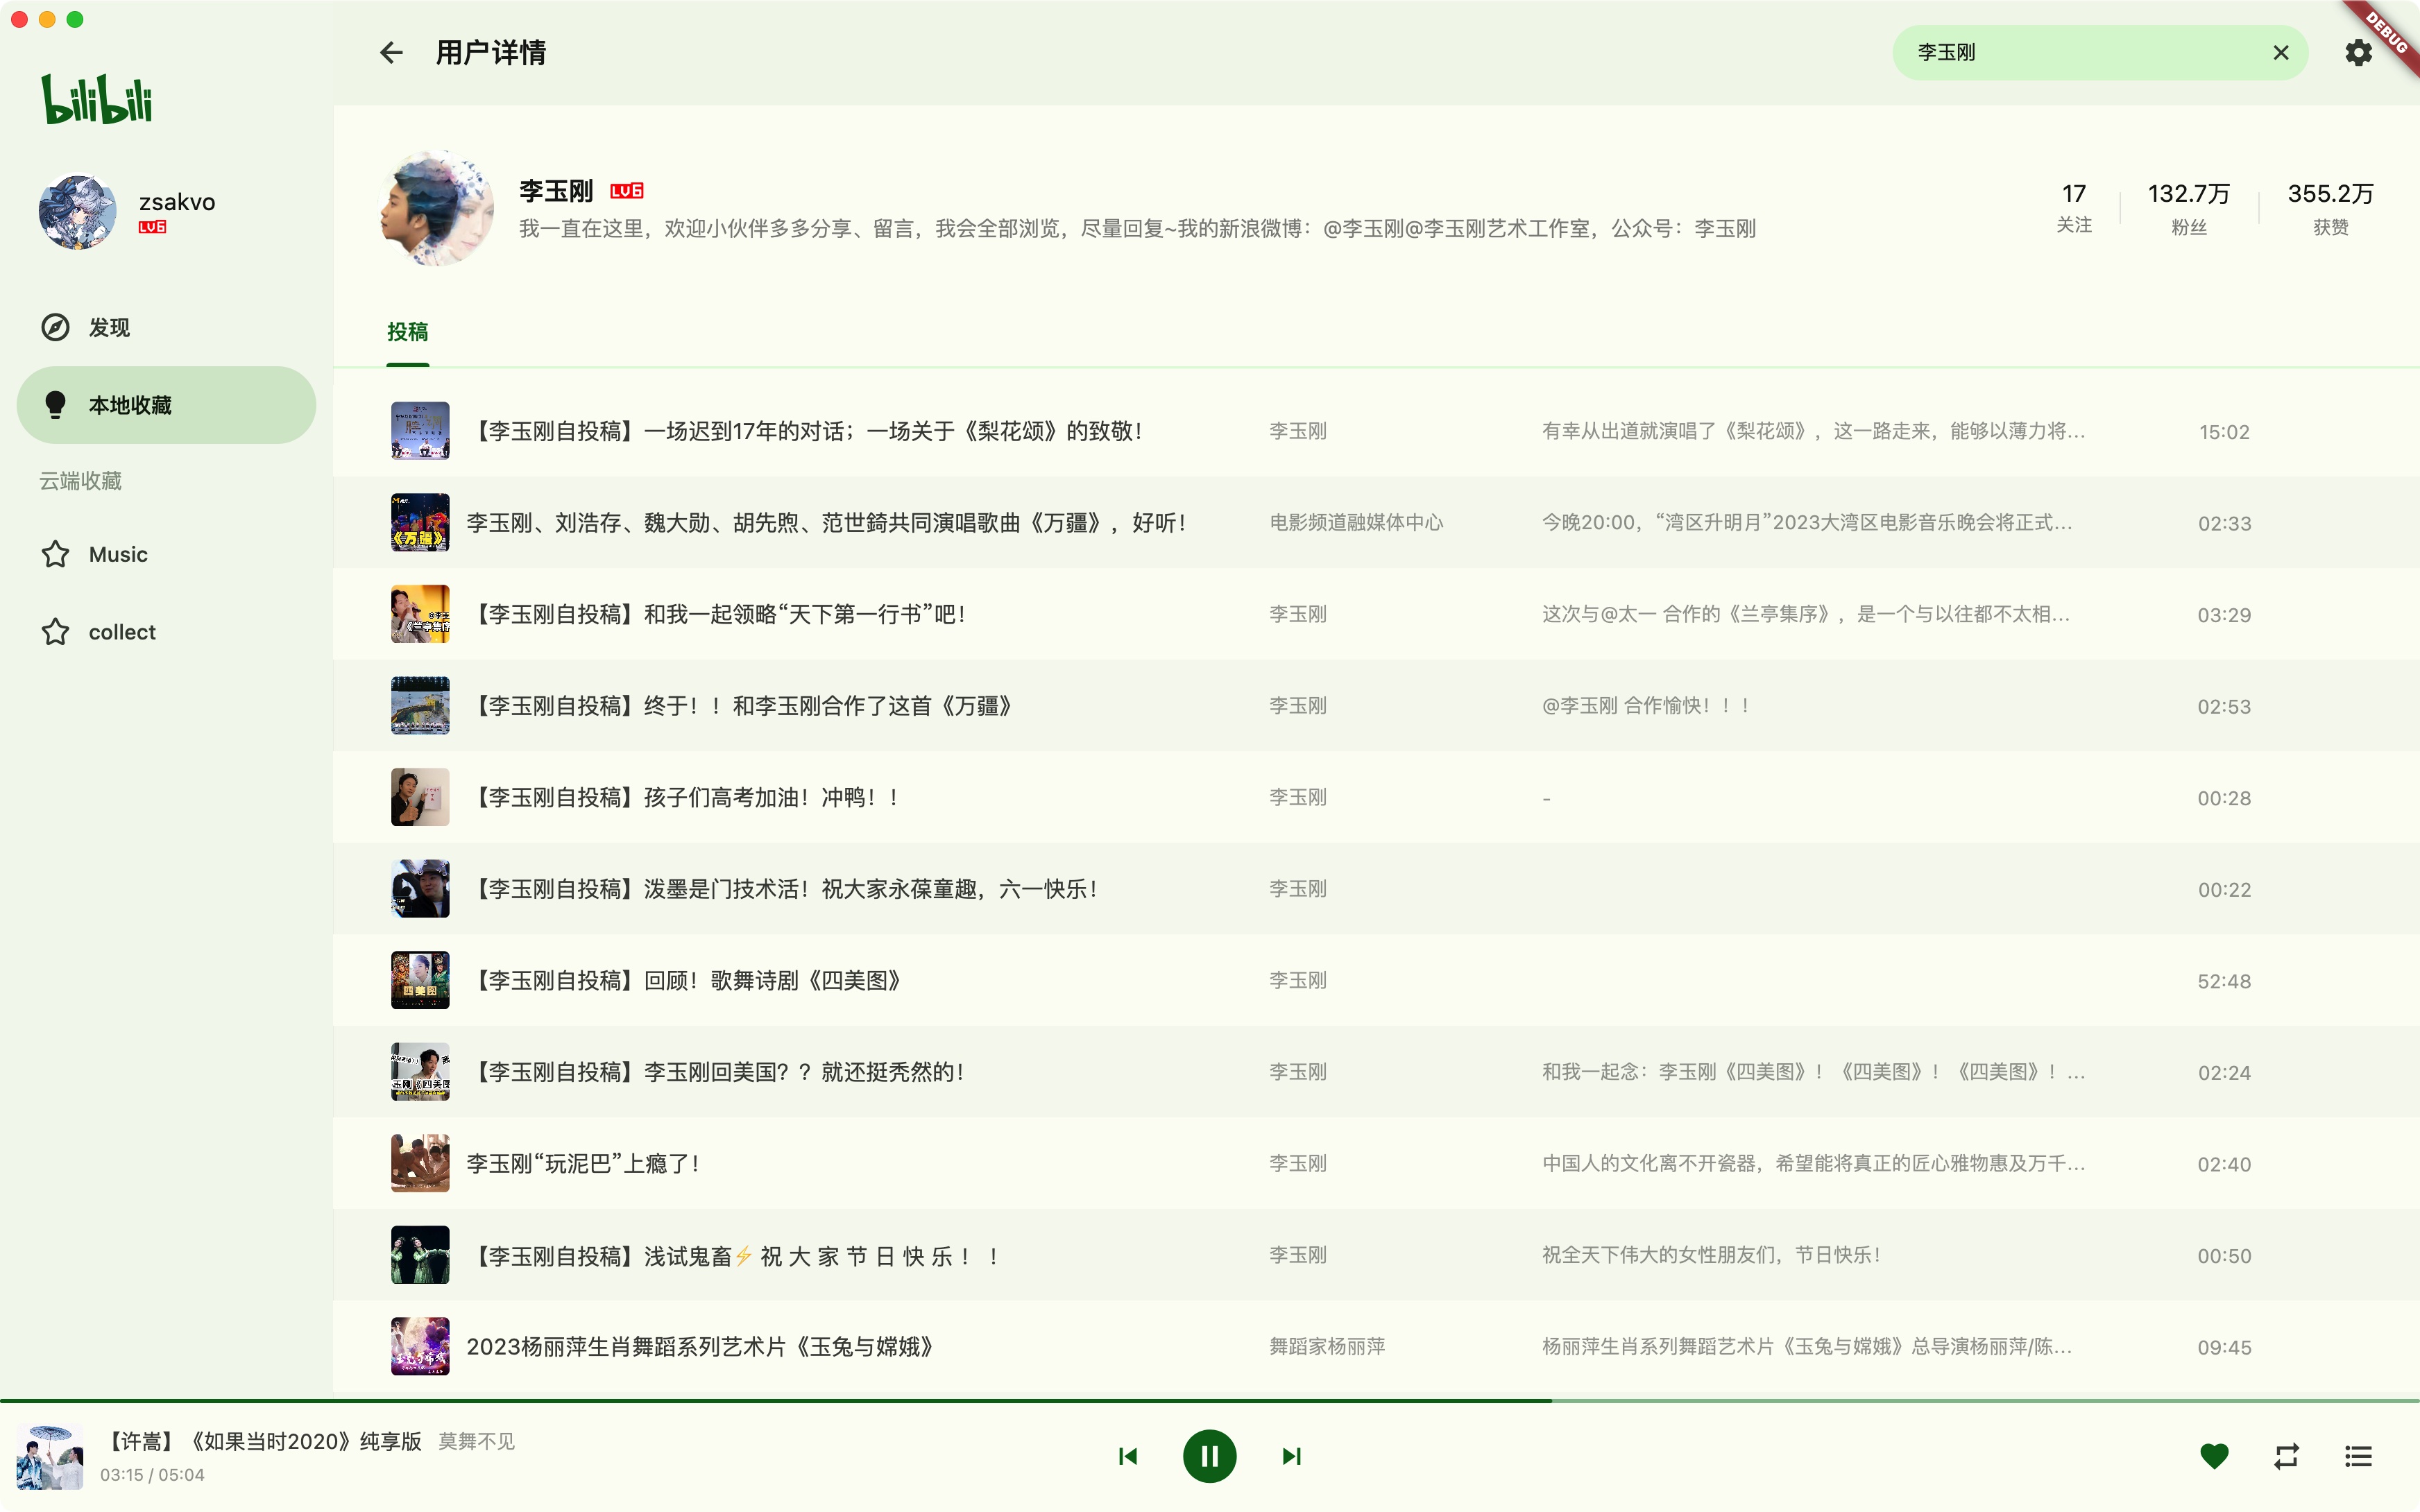 bilibili
用户详情
李玉刚
DEBUG
zsakvo
LV6
李玉刚 LV6
我一直在这里，欢迎小伙伴多多分享、留言，我会全部浏览，尽量回复~我的新浪微博：@李玉刚@李玉刚艺术工作室，公众号：李玉刚
17 132.7万 355.2万
关注 粉丝 获赞
发现
本地收藏
云端收藏
Music
collect
投稿
【李玉刚自投稿】一场迟到17年的对话；一场关于《梨花颂》的致敬！ 李玉刚 有幸从出道就演唱了《梨花颂》，这一路走来，能够以薄力将... 15:02
李玉刚、刘浩存、魏大勋、胡先煦、范世錡共同演唱歌曲《万疆》，好听！ 电影频道融媒体中心 今晚20:00，“湾区升明月”2023大湾区电影音乐晚会将正式... 02:33
《万疆》
【李玉刚自投稿】和我一起领略“天下第一行书”吧！ 李玉刚 这次与@太一 合作的《兰亭集序》，是一个与以往都不太相... 03:29
【李玉刚自投稿】终于！！和李玉刚合作了这首《万疆》 李玉刚 @李玉刚 合作愉快！！！ 02:53
【李玉刚自投稿】孩子们高考加油！冲鸭！！ 李玉刚 - 00:28
【李玉刚自投稿】泼墨是门技术活！祝大家永葆童趣，六一快乐！ 李玉刚 00:22
【李玉刚自投稿】回顾！歌舞诗剧《四美图》 李玉刚 52:48
四美图
【李玉刚自投稿】李玉刚回美国？？就还挺秃然的！ 李玉刚 和我一起念：李玉刚《四美图》！《四美图》！《四美图》！... 02:24
李玉刚“玩泥巴”上瘾了！ 李玉刚 中国人的文化离不开瓷器，希望能将真正的匠心雅物惠及万千... 02:40
【李玉刚自投稿】浅试鬼畜⚡ 祝 大 家 节 日 快 乐 ！ ！ 李玉刚 祝全天下伟大的女性朋友们，节日快乐！ 00:50
2023杨丽萍生肖舞蹈系列艺术片《玉兔与嫦娥》 舞蹈家杨丽萍 杨丽萍生肖系列舞蹈艺术片《玉兔与嫦娥》总导演杨丽萍/陈... 09:45
【许嵩】《如果当时2020》纯享版 莫舞不见
03:15 / 05:04